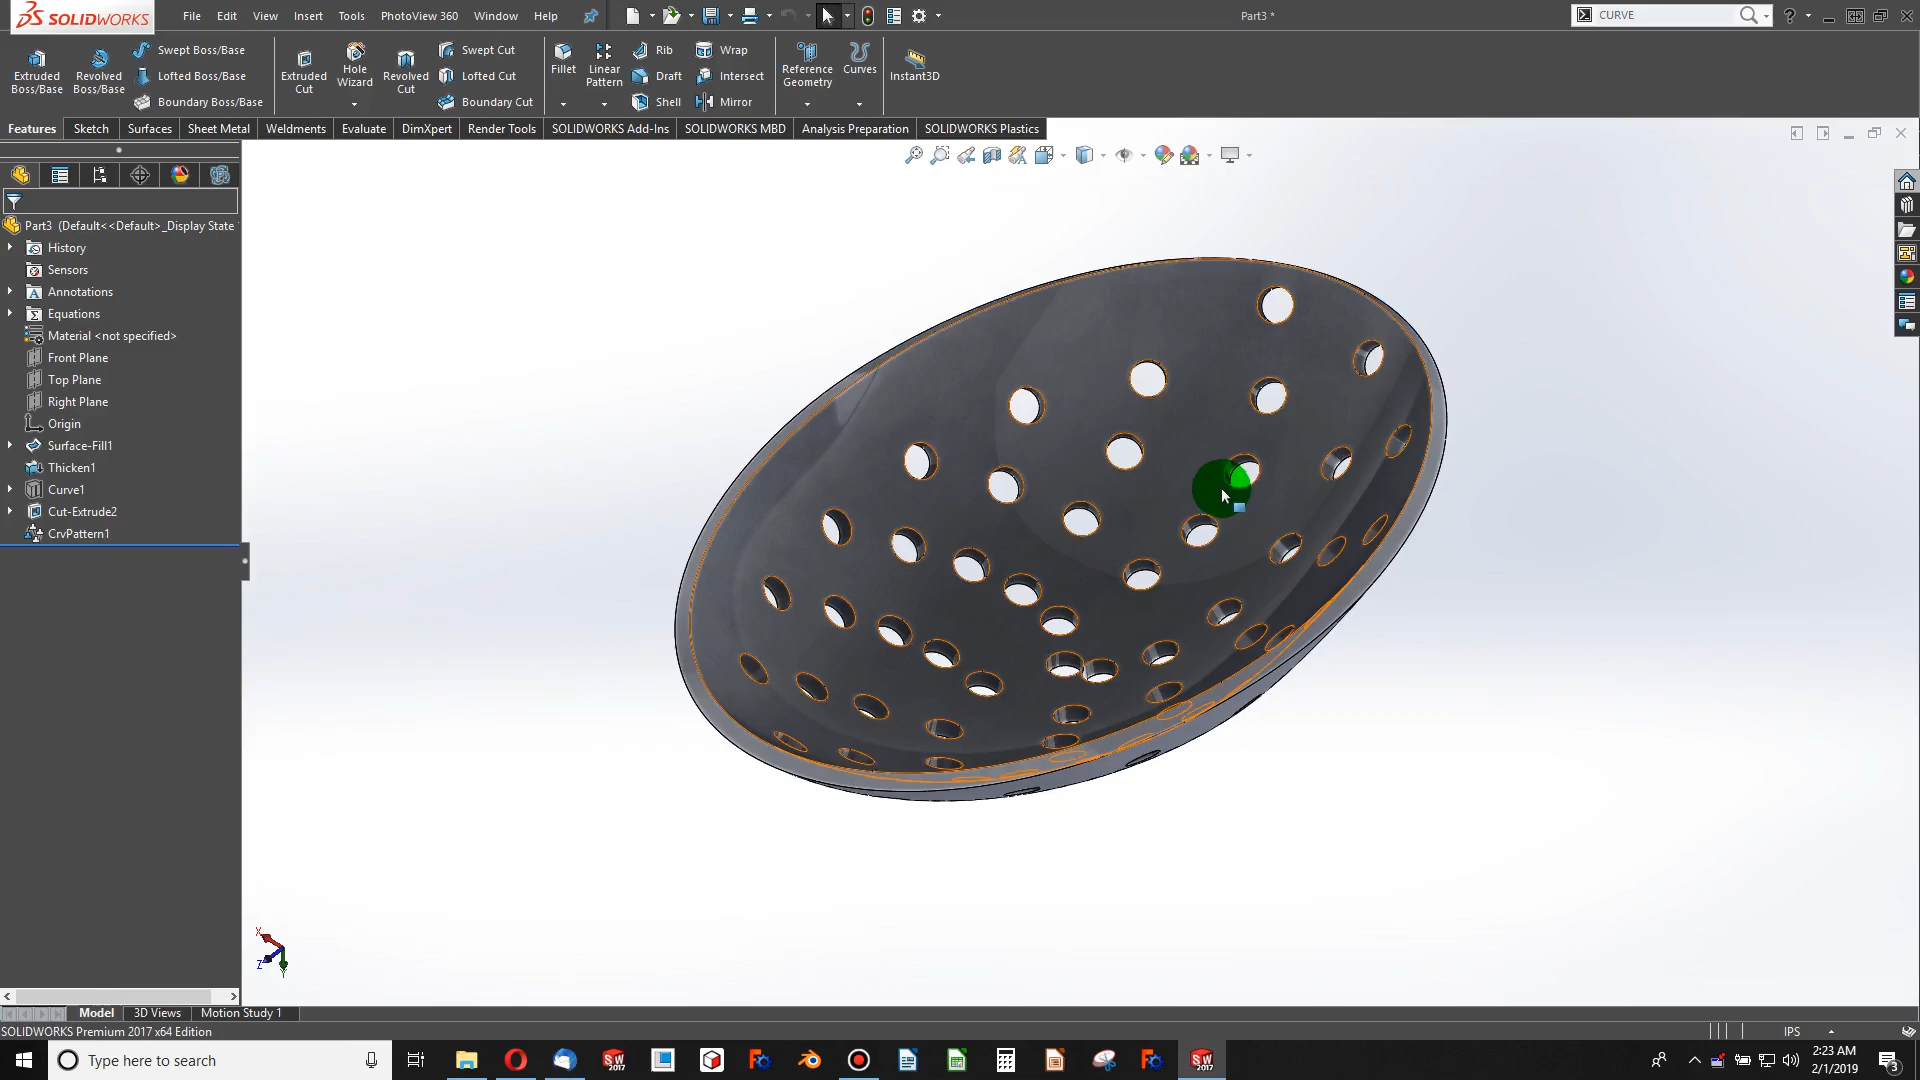 SOLIDWORKS File Edit View Insert Tools PhotoView 360 Window Help Part3 * CURVE
Extruded Boss/Base
Revolved Boss/Base
Swept Boss/Base
Lofted Boss/Base
Boundary Boss/Base
Extruded Cut
Hole Wizard
Revolved Cut
Swept Cut
Lofted Cut
Boundary Cut
Fillet
Linear Pattern
Rib
Draft
Shell
Wrap
Intersect
Mirror
Reference Geometry
Curves
Instant3D
Features Sketch Surfaces Sheet Metal Weldments Evaluate DimXpert Render Tools SOLIDWORKS Add-Ins SOLIDWORKS MBD Analysis Preparation SOLIDWORKS Plastics
Part3 (Default<<Default>_Display State
History
Sensors
Annotations
Equations
Material <not specified>
Front Plane
Top Plane
Right Plane
Origin
Surface-Fill1
Thicken1
Curve1
Cut-Extrude2
CrvPattern1
X
Z
Y
Model 3D Views Motion Study 1
SOLIDWORKS Premium 2017 x64 Edition IPS
Type here to search
SW 2017
SW 2017
2:23 AM
2/1/2019
3